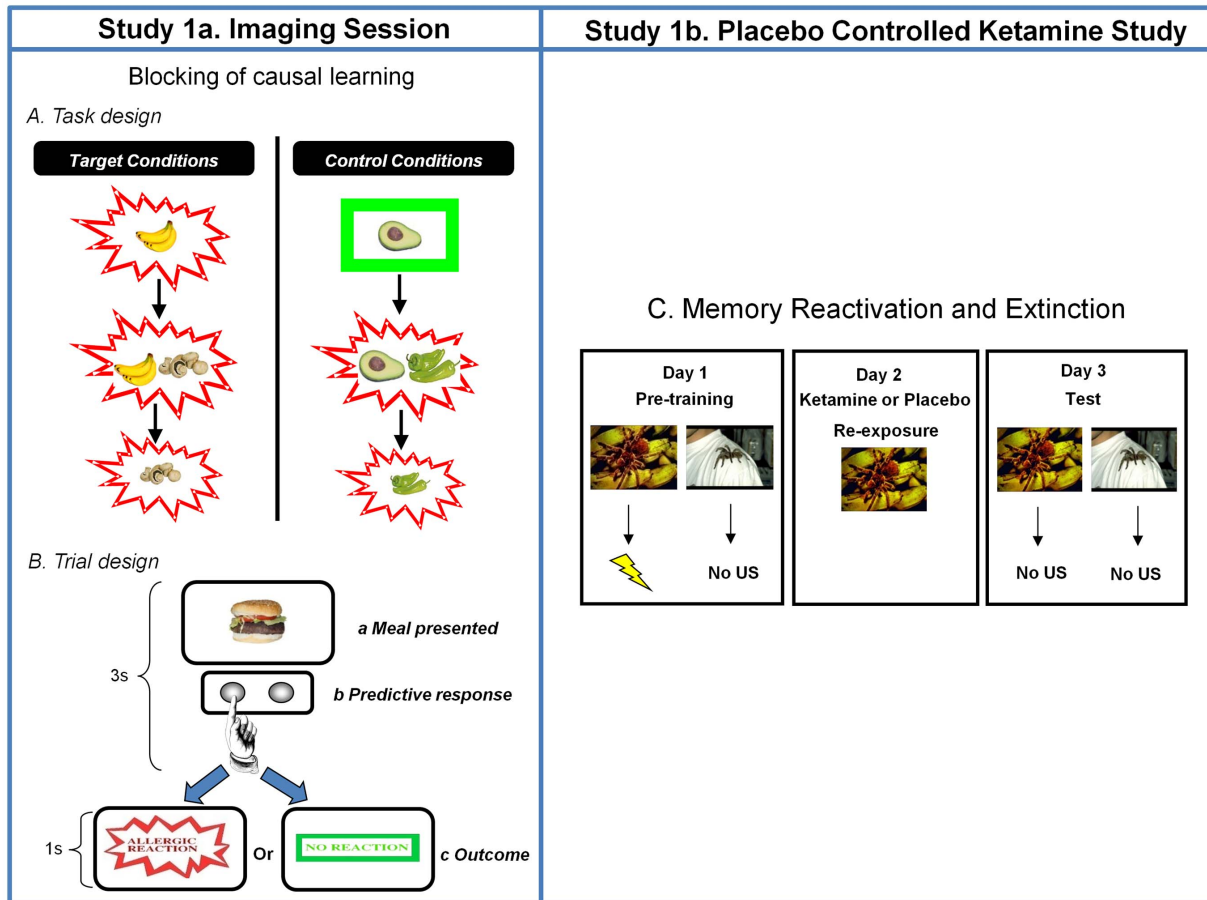 Study 1a. Imaging Session
Blocking of causal learning
A. Task design
Target Conditions
Control Conditions
B. Trial design
3s
a Meal presented
b Predictive response
1s
ALLERGIC
REACTION
Or
NO REACTION
c Outcome
Study 1b. Placebo Controlled Ketamine Study
C. Memory Reactivation and Extinction
Day 1
Pre-training
No US
Day 2
Ketamine or Placebo
Re-exposure
Day 3
Test
No US
No US